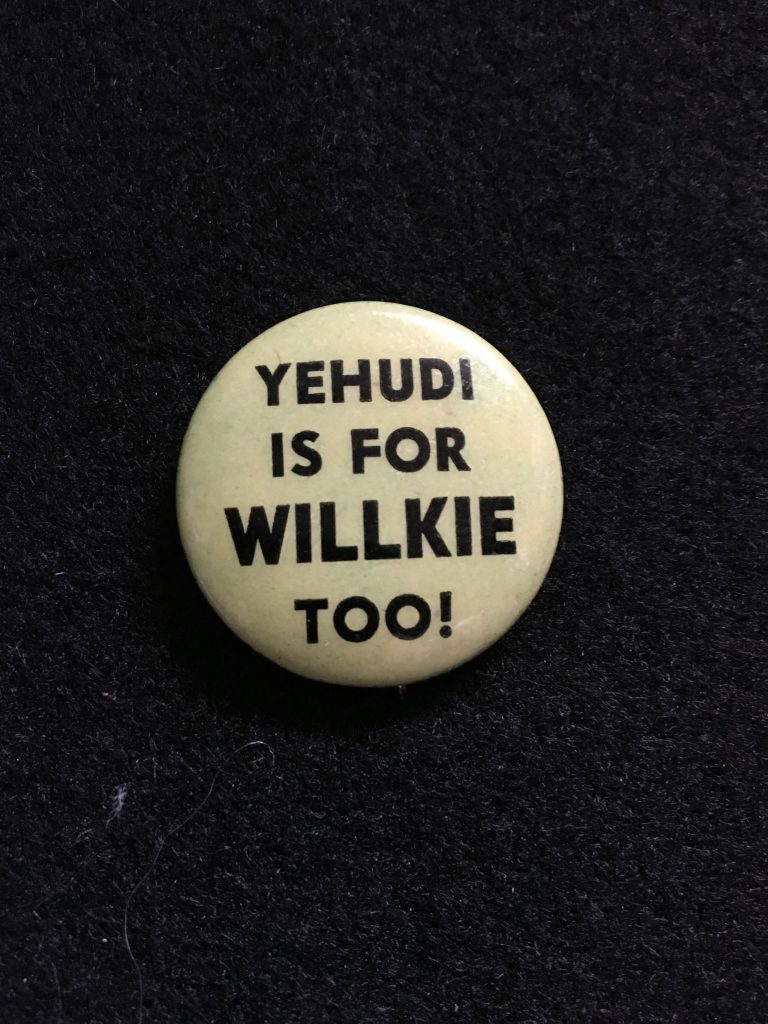 YEHUDI
IS FOR
WILLKIE
TOO!